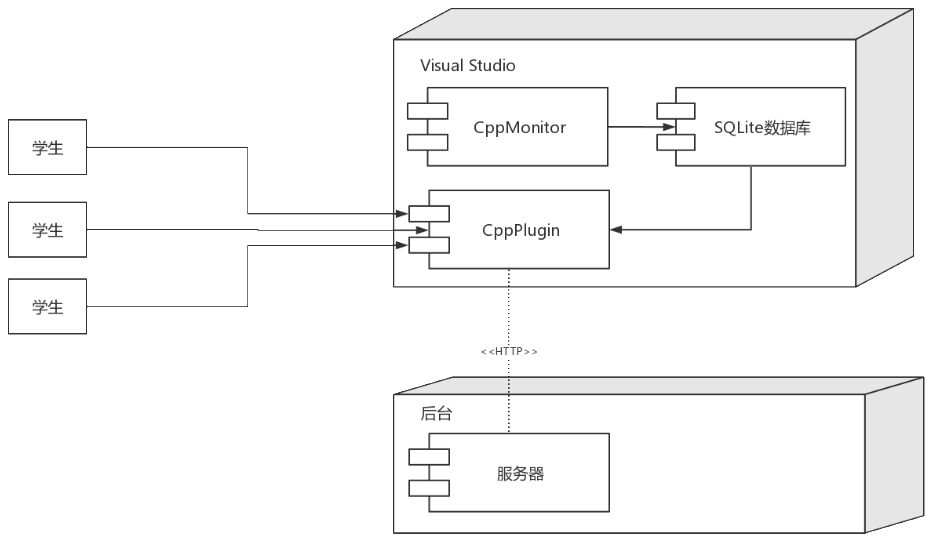 Visual Studio
CppMonitor
SQLite数据库
学生
学生
CppPlugin
学生
<<HTTP>>
后台
服务器